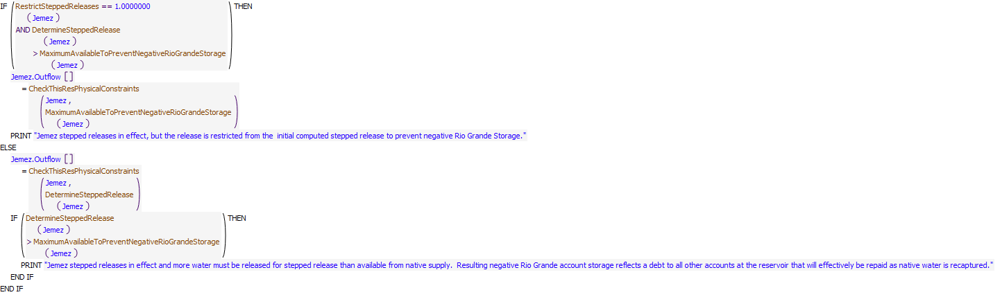 IF ( RestrictSteppedReleases == 1.0000000 ) THEN
( Jemez )
AND DetermineSteppedRelease
( Jemez )
> MaximumAvailableToPreventNegativeRioGrandeStorage
( Jemez )
Jemez.Outflow []
= CheckThisResPhysicalConstraints
( Jemez ,
MaximumAvailableToPreventNegativeRioGrandeStorage
( Jemez ) )
PRINT "Jemez stepped releases in effect, but the release is restricted from the  initial computed stepped release to prevent negative Rio Grande Storage."
ELSE
Jemez.Outflow []
= CheckThisResPhysicalConstraints
( Jemez ,
DetermineSteppedRelease
( Jemez ) )
IF ( DetermineSteppedRelease ) THEN
( Jemez )
> MaximumAvailableToPreventNegativeRioGrandeStorage
( Jemez )
PRINT "Jemez stepped releases in effect and more water must be released for stepped release than available from native supply.  Resulting negative Rio Grande account storage reflects a debt to all other accounts at the reservoir that will effectively be repaid as native water is recaptured."
END IF
END IF